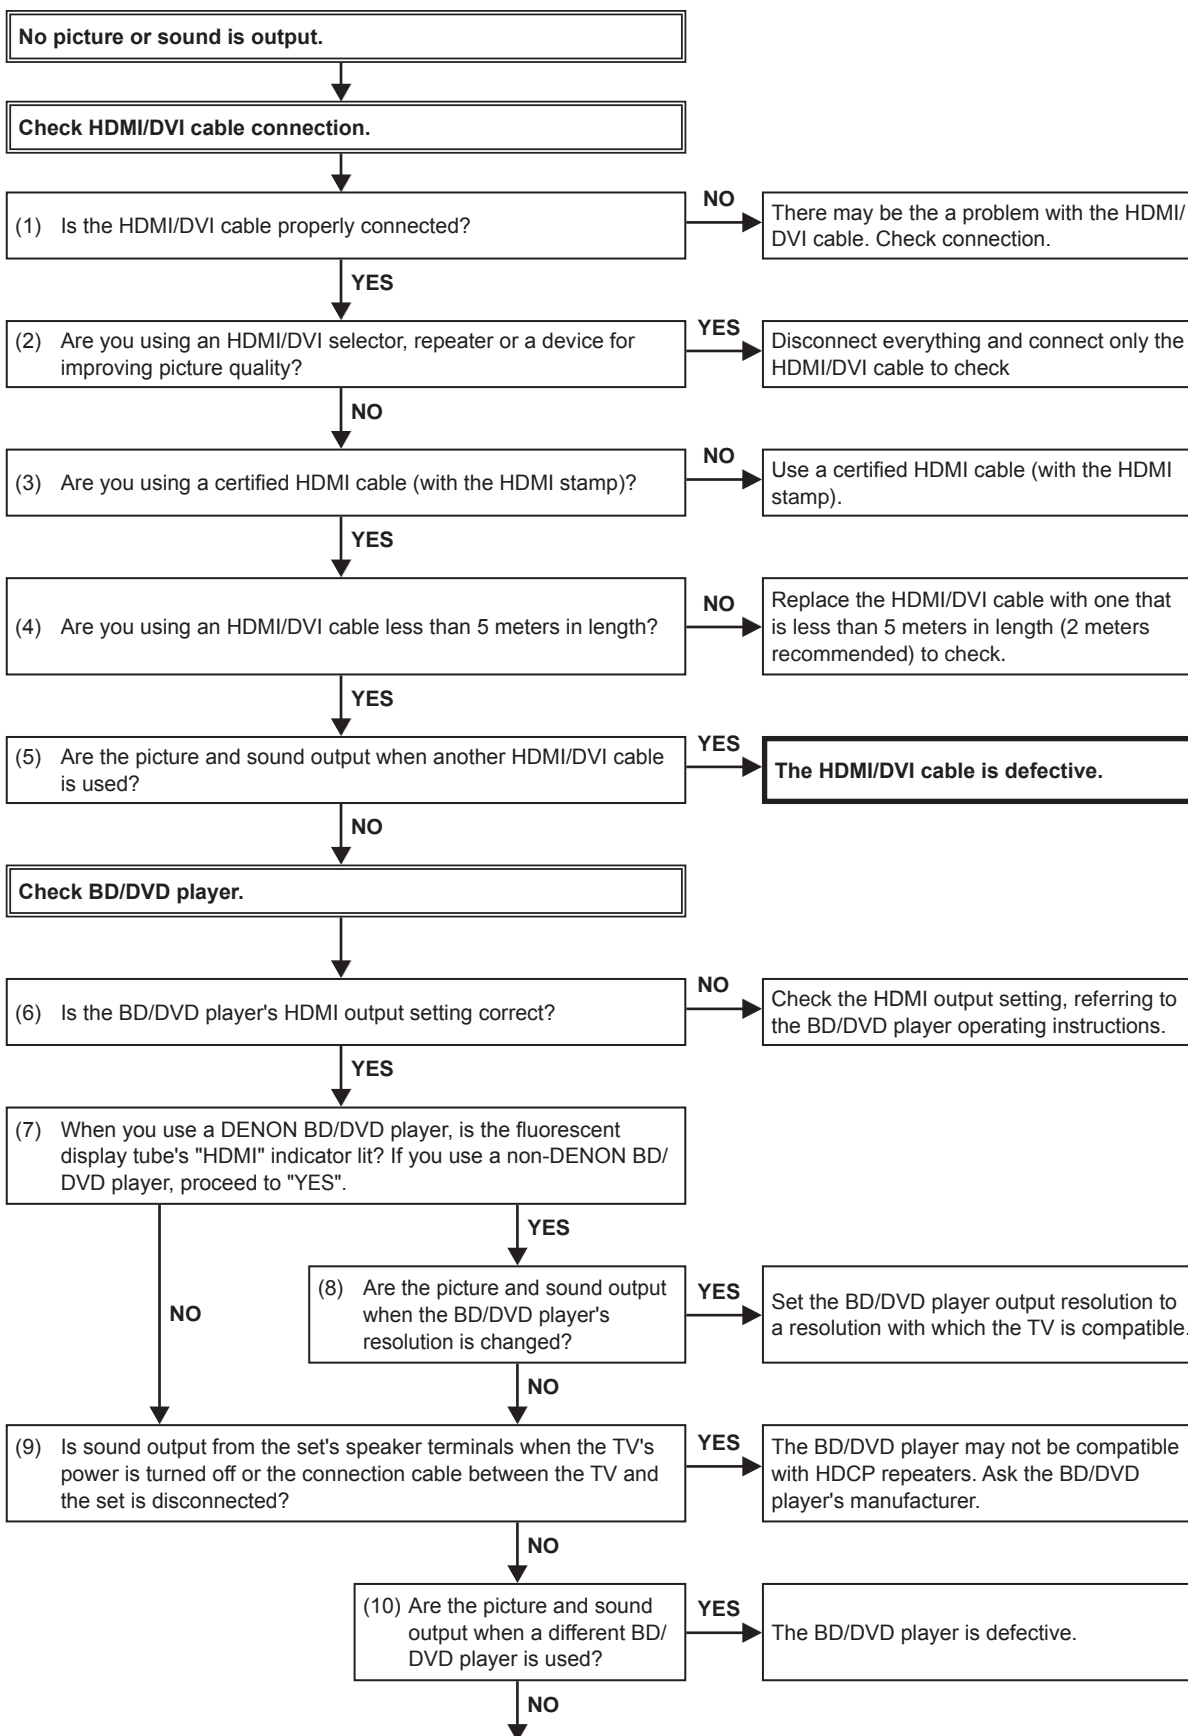 No picture or sound is output.
Check HDMI/DVI cable connection.
(1) Is the HDMI/DVI cable properly connected?
NO
There may be the a problem with the HDMI/
DVI cable. Check connection.
YES
(2) Are you using an HDMI/DVI selector, repeater or a device for
improving picture quality?
YES
Disconnect everything and connect only the
HDMI/DVI cable to check
NO
(3) Are you using a certified HDMI cable (with the HDMI stamp)?
NO
Use a certified HDMI cable (with the HDMI
stamp).
YES
(4) Are you using an HDMI/DVI cable less than 5 meters in length?
NO
Replace the HDMI/DVI cable with one that
is less than 5 meters in length (2 meters
recommended) to check.
YES
(5) Are the picture and sound output when another HDMI/DVI cable
is used?
YES
The HDMI/DVI cable is defective.
NO
Check BD/DVD player.
(6) Is the BD/DVD player's HDMI output setting correct?
NO
Check the HDMI output setting, referring to
the BD/DVD player operating instructions.
YES
(7) When you use a DENON BD/DVD player, is the fluorescent
display tube's "HDMI" indicator lit? If you use a non-DENON BD/
DVD player, proceed to "YES".
YES
NO
(8) Are the picture and sound output
when the BD/DVD player's
resolution is changed?
YES
Set the BD/DVD player output resolution to
a resolution with which the TV is compatible.
NO
(9) Is sound output from the set's speaker terminals when the TV's
power is turned off or the connection cable between the TV and
the set is disconnected?
YES
The BD/DVD player may not be compatible
with HDCP repeaters. Ask the BD/DVD
player's manufacturer.
NO
(10) Are the picture and sound
output when a different BD/
DVD player is used?
YES
The BD/DVD player is defective.
NO